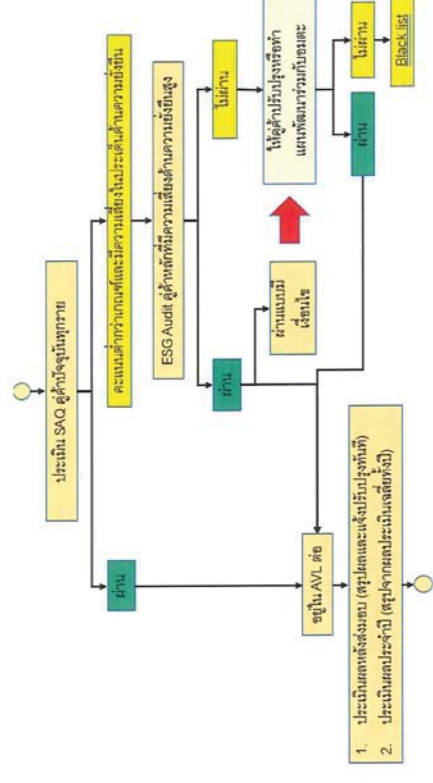 ประเมิน SAQ คู่ค้าปัจจุบันทุกราย
ผ่าน
คะแนนต่ำกว่าเกณฑ์และมีความเสี่ยงในประเด็นด้านความยั่งยืน
ESG Audit คู่ค้าหลักที่มีความเสี่ยงด้านความยั่งยืนสูง
ผ่าน
ไม่ผ่าน
ผ่านแบบมี
เงื่อนไข
ให้คู่ค้าปรับปรุงหรือทำ
แผนพัฒนาร่วมกับอมตะ
ผ่าน
ไม่ผ่าน
Black list
อยู่ใน AVL ต่อ
1. ประเมินผลหลังส่งมอบ (สรุปผลและแจ้งปรับปรุงทันที)
2. ประเมินผลประจำปี (สรุปจากผลประเมินเฉลี่ยทั้งปี)